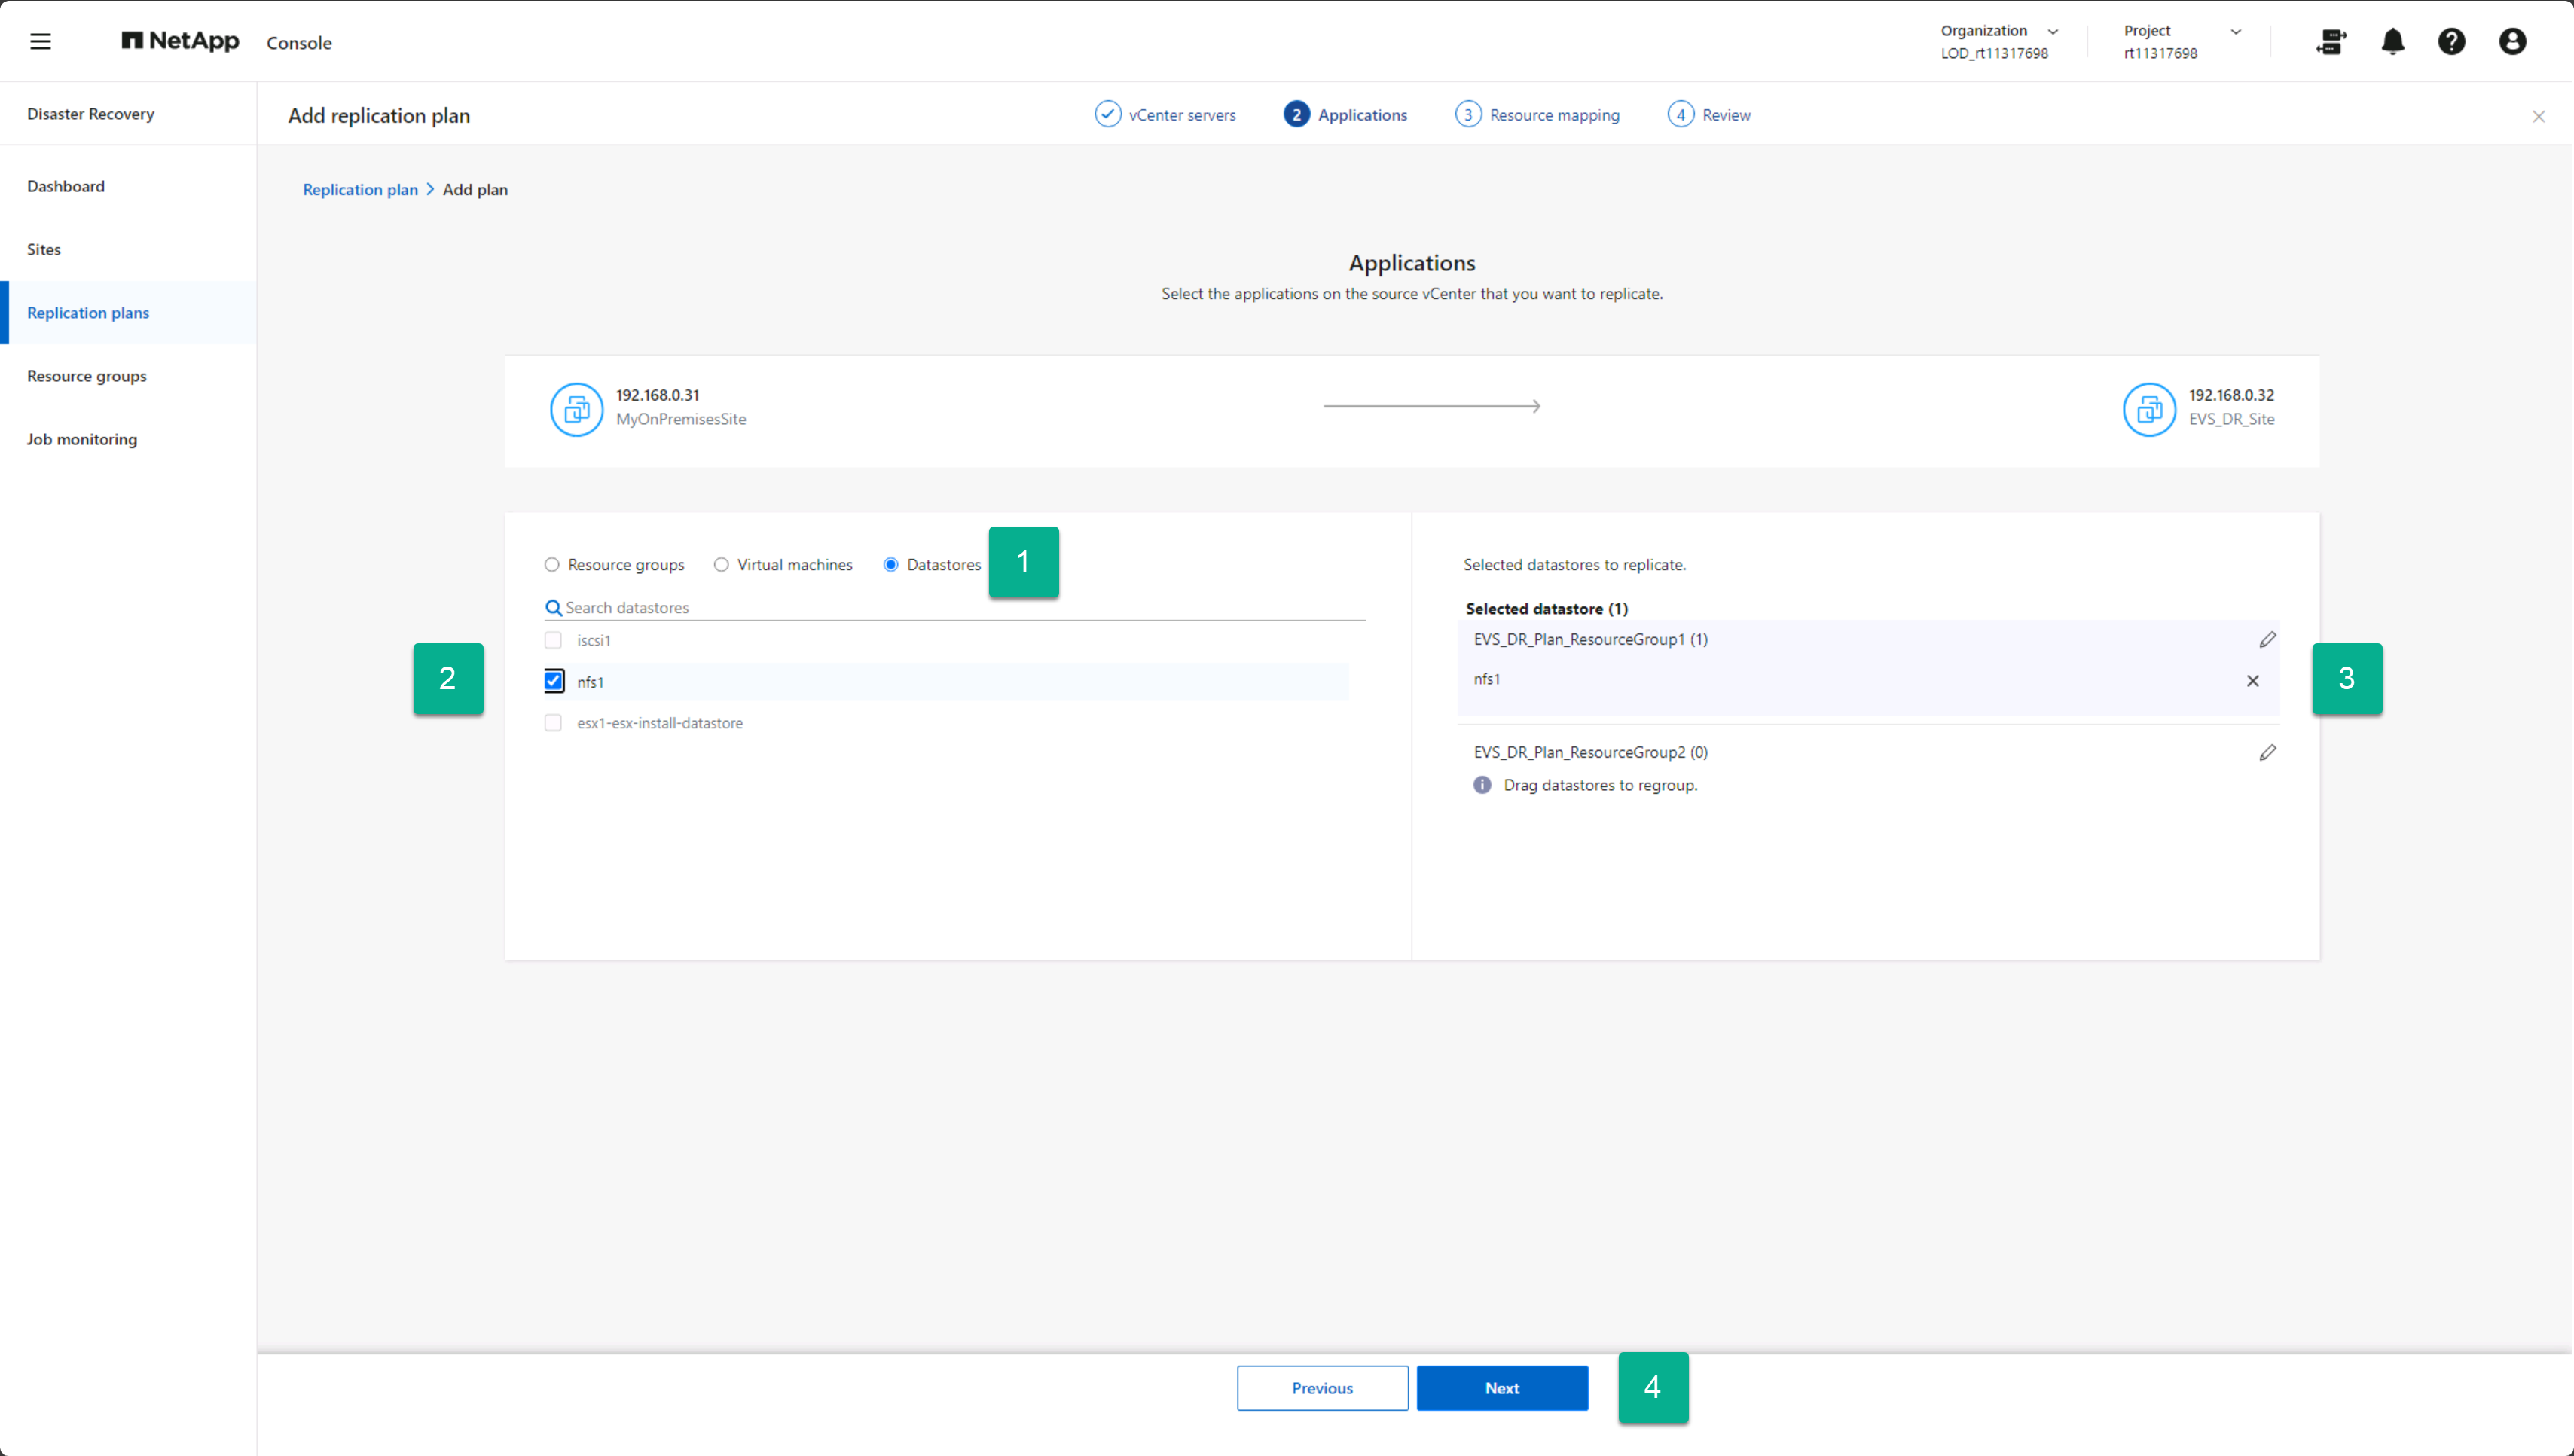 NetApp Console
Organization
LOD_rt11317698
Project
rt11317698
Disaster Recovery
Dashboard
Sites
Replication plans
Resource groups
Job monitoring
Add replication plan
vCenter servers
2 Applications
3 Resource mapping
4 Review
Replication plan > Add plan
Applications
Select the applications on the source vCenter that you want to replicate.
192.168.0.31
MyOnPremisesSite
192.168.0.32
EVS_DR_Site
Resource groups Virtual machines Datastores
1
Search datastores
iscsi1
2
nfs1
esx1-esx-install-datastore
Selected datastores to replicate.
Selected datastore (1)
EVS_DR_Plan_ResourceGroup1 (1)
nfs1
3
EVS_DR_Plan_ResourceGroup2 (0)
Drag datastores to regroup.
Previous
Next
4